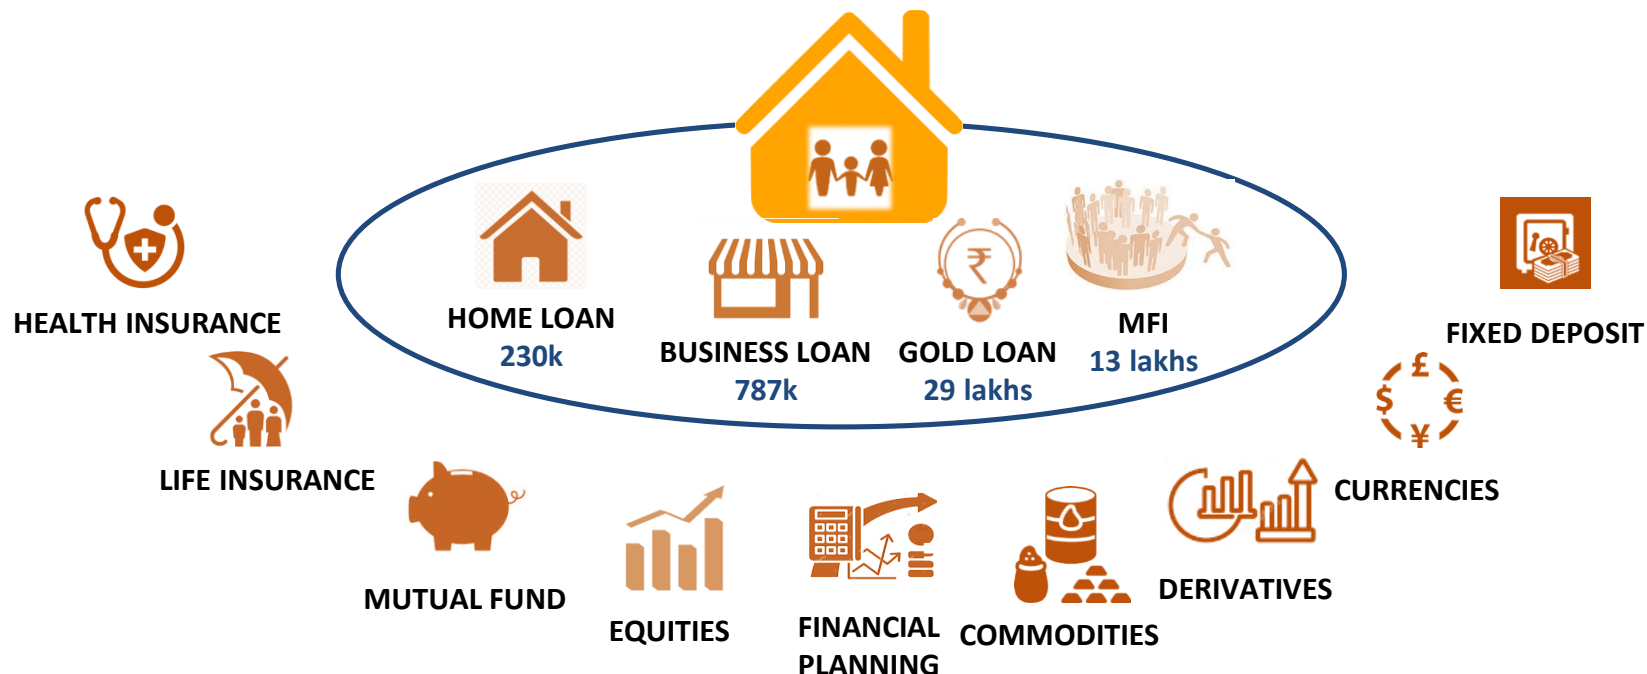 HEALTH INSURANCE
LIFE INSURANCE
HOME LOAN
230k
BUSINESS LOAN
787k
₹
GOLD LOAN
29 lakhs
MFI
13 lakhs
FIXED DEPOSIT
£
$ €
¥
CURRENCIES
MUTUAL FUND
EQUITIES
FINANCIAL
PLANNING
COMMODITIES
DERIVATIVES